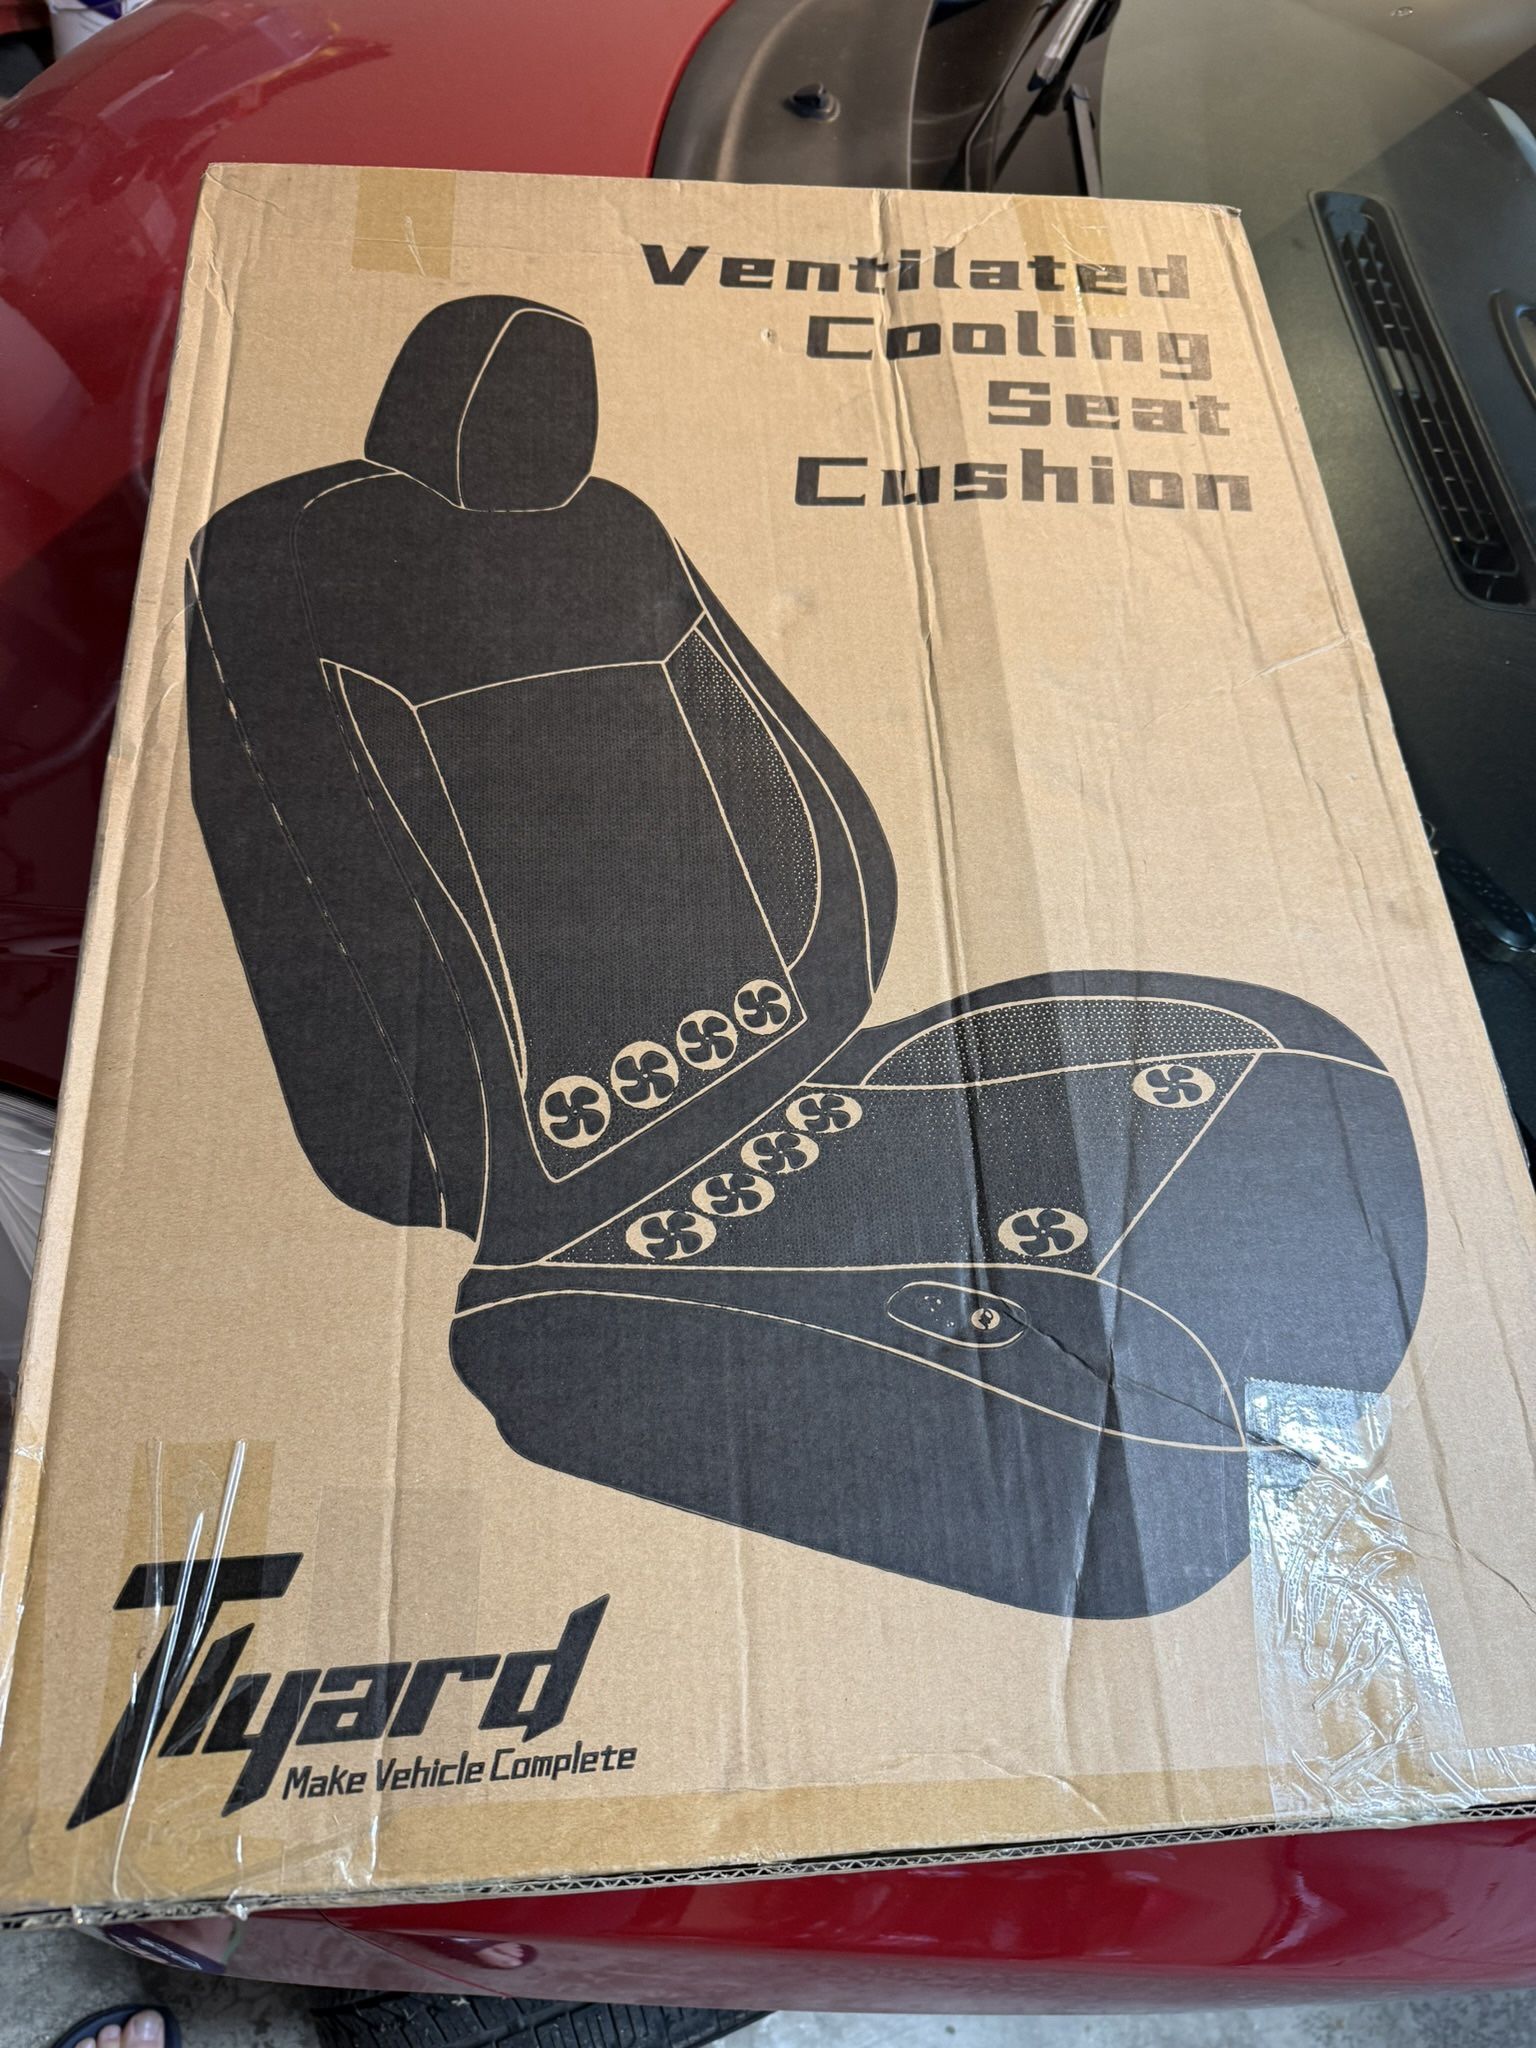 Ventilated
Cooling
Seat
Cushion
Tlyard
Make Vehicle Complete